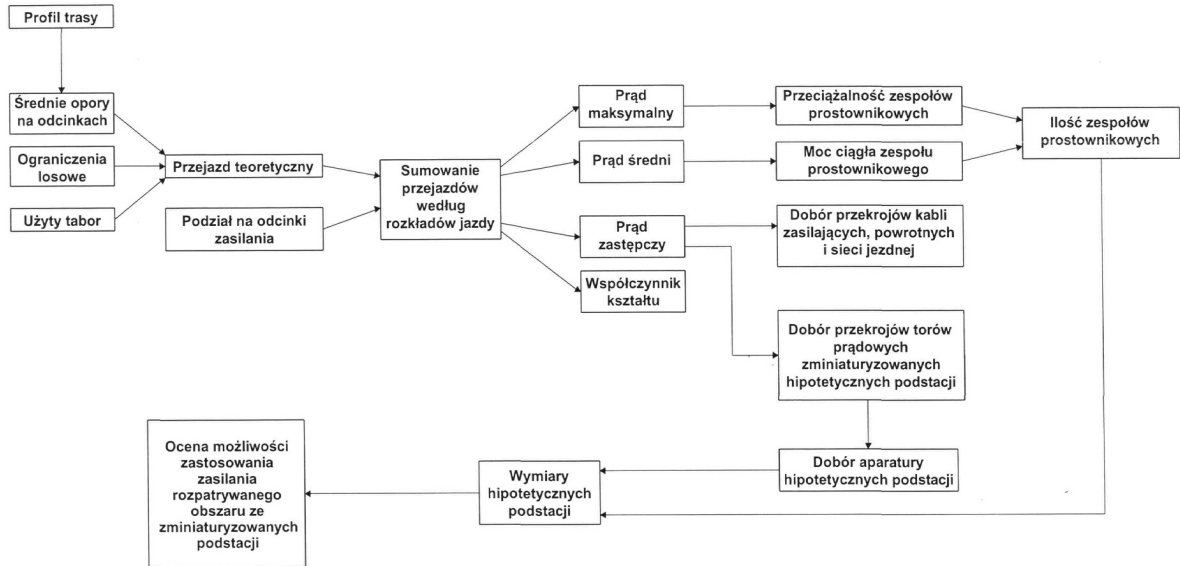 Profil trasy
Średnie opory
na odcinkach
Ograniczenia
losowe
Użyty tabor
Przejazd teoretyczny
Podział na odcinki
zasilania
Sumowanie
przejazdów
według
rozkładów jazdy
Prąd
maksymalny
Prąd średni
Prąd
zastępczy
Współczynnik
kształtu
Przeciążalność zespołów
prostownikowych
Moc ciągła zespołu
prostownikowego
Dobór przekrojów kabli
zasilających, powrotnych
i sieci jezdnej
Ilość zespołów
prostownikowych
Dobór przekrojów torów
prądowych
zminiaturyzowanych
hipotetycznych podstacji
Dobór aparatury
hipotetycznych podstacji
Wymiary
hipotetycznych
podstacji
Ocena możliwości
zastosowania
zasilania
rozpatrywanego
obszaru ze
zminiaturyzowanych
podstacji